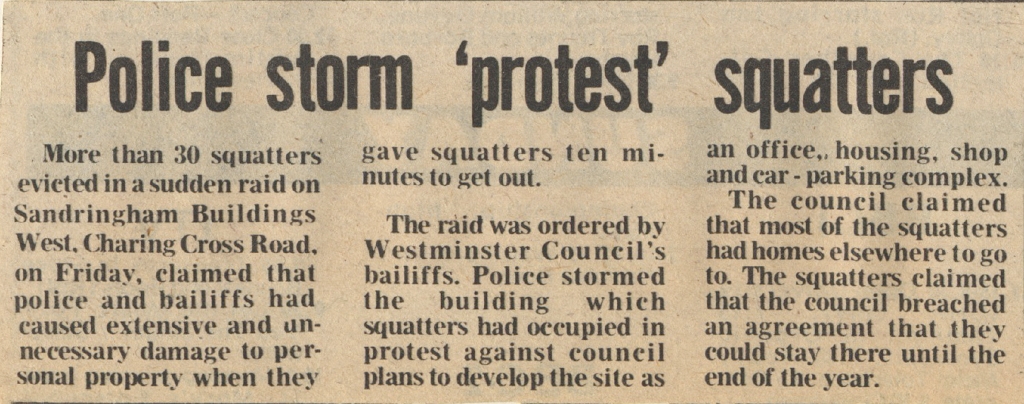 Police storm ‘protest’ squatters
More than 30 squatters
evicted in a sudden raid on
Sandringham Buildings
West, Charing Cross Road,
on Friday, claimed that
police and bailiffs had
caused extensive and un-
necessary damage to per-
sonal property when they
gave squatters ten mi-
nutes to get out.
The raid was ordered by
Westminster Council's
bailiffs. Police stormed
the building which
squatters had occupied in
protest against council
plans to develop the site as
an office,, housing, shop
and car - parking complex.
The council claimed
that most of the squatters
had homes elsewhere to go
to. The squatters claimed
that the council breached
an agreement that they
could stay there until the
end of the year.